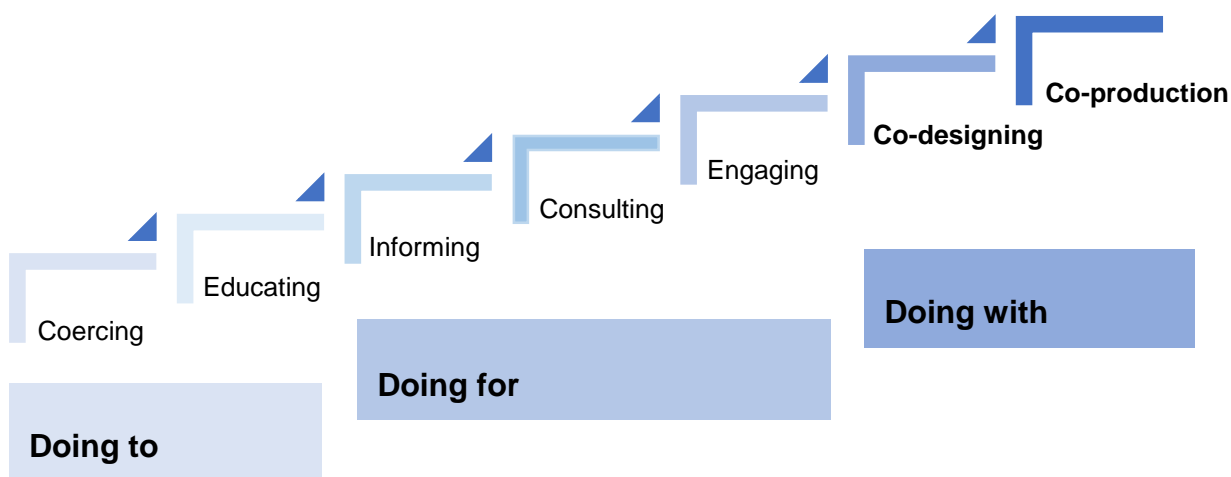 Coercing
Educating
Informing
Consulting
Engaging
Co-designing
Co-production
Doing to
Doing for
Doing with